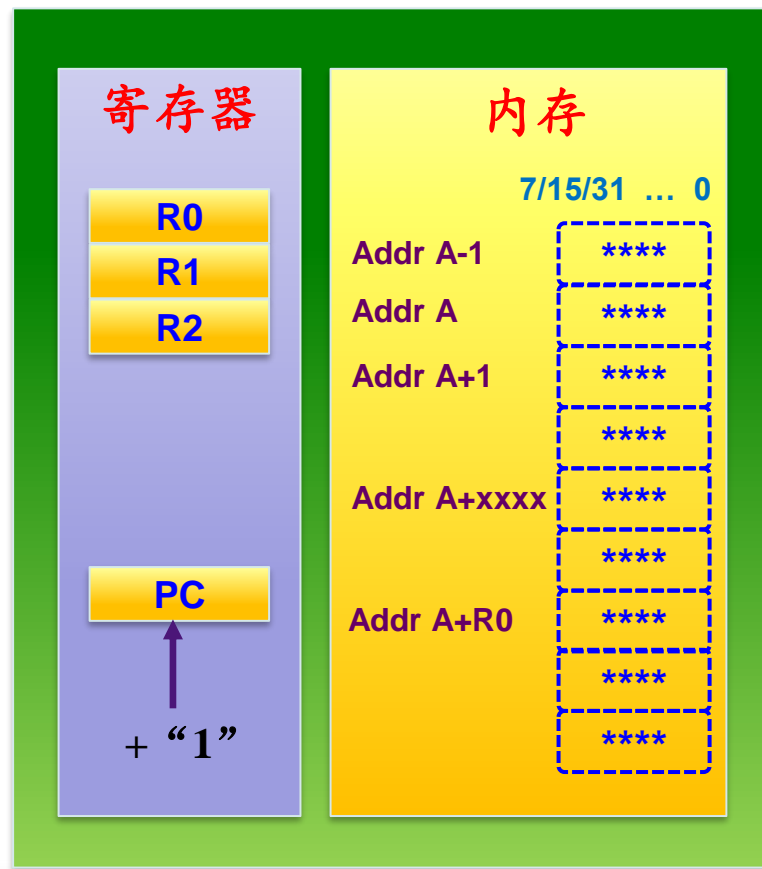 寄存器
R0
R1
R2
PC
+ “1”
内存
7/15/31 … 0
Addr A-1 ****
Addr A ****
Addr A+1 ****
****
Addr A+xxxx ****
****
Addr A+R0 ****
****
****